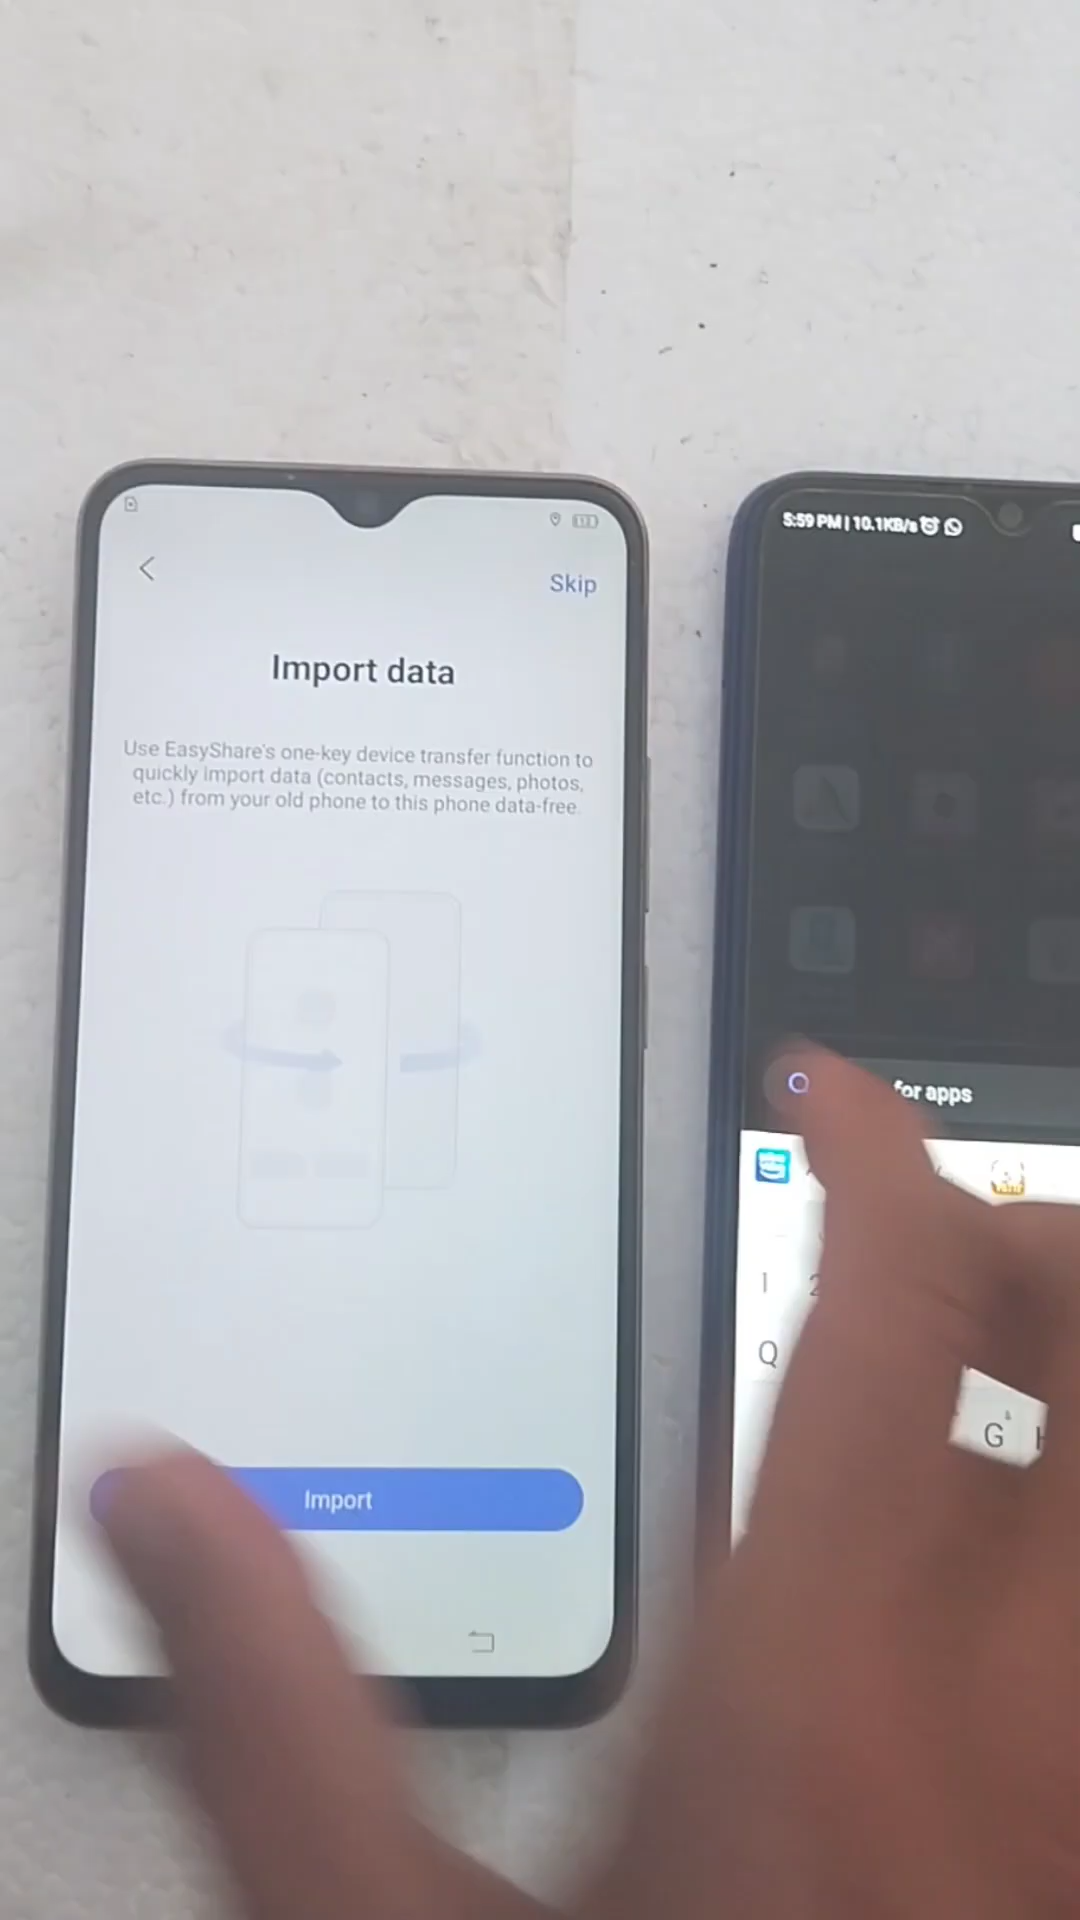 Skip
Import data
Use EasyShare's one-key device transfer function to
quickly import data (contacts, messages, photos,
etc.) from your old phone to this phone data-free.
Import
5:59 PM | 10.1KB/s
for apps
1 2
Q
G H